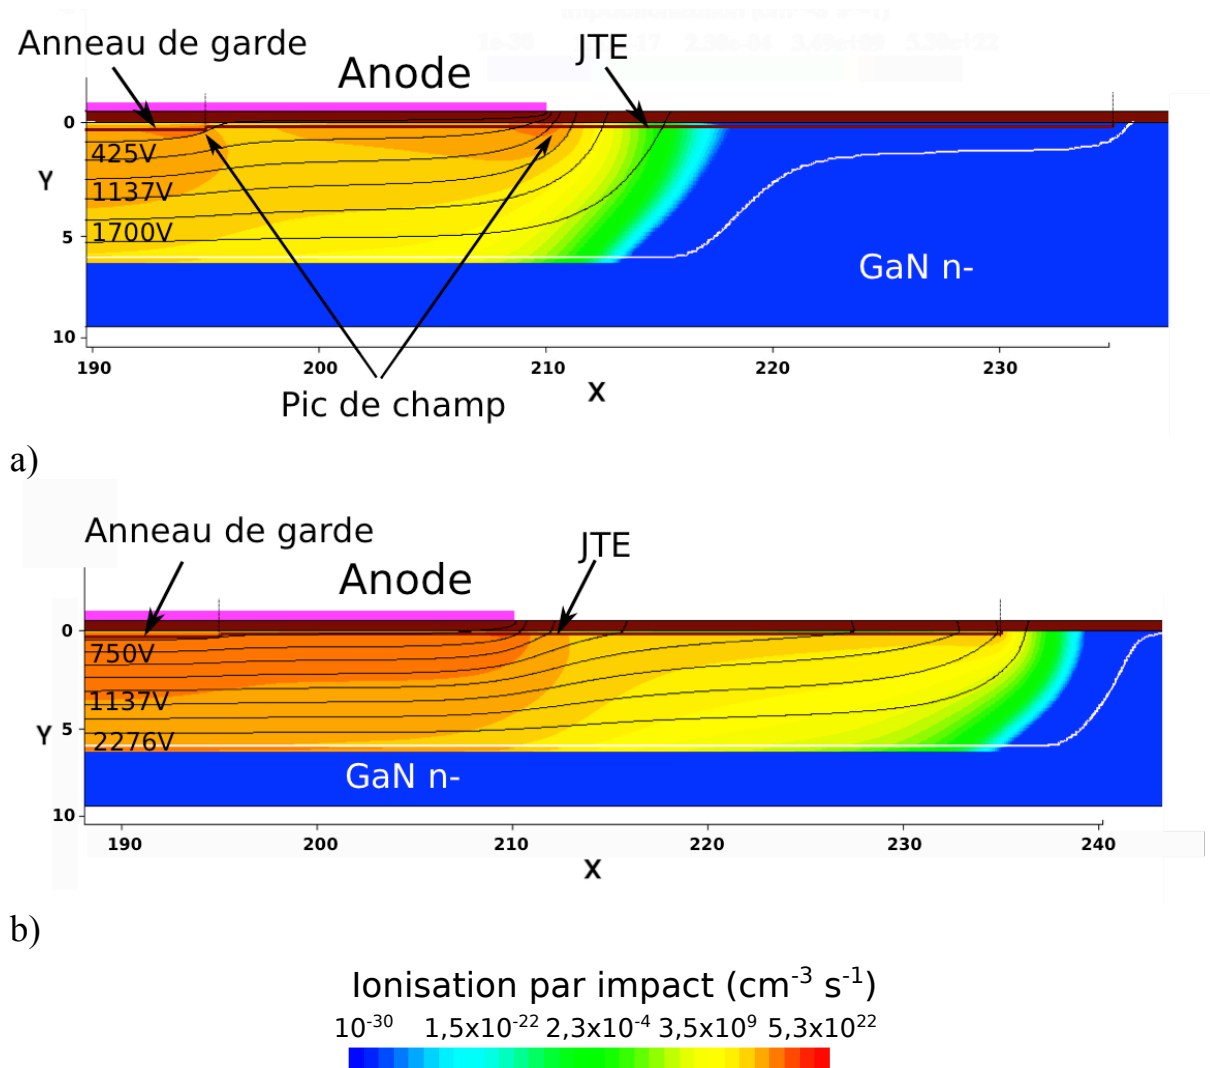 Anneau de garde
JTE
Anode
0
425V
1137V
Y
1700V
5
GaN n-
10
190 200 210 220 230
X
Pic de champ
a)
Anneau de garde
JTE
Anode
0
750V
1137V
Y
5
2276V
GaN n-
10
190 200 210 220 230 240
X
b)
Ionisation par impact (cm⁻³ s⁻¹)
10⁻³⁰ 1,5x10⁻²² 2,3x10⁻⁴ 3,5x10⁹ 5,3x10²²